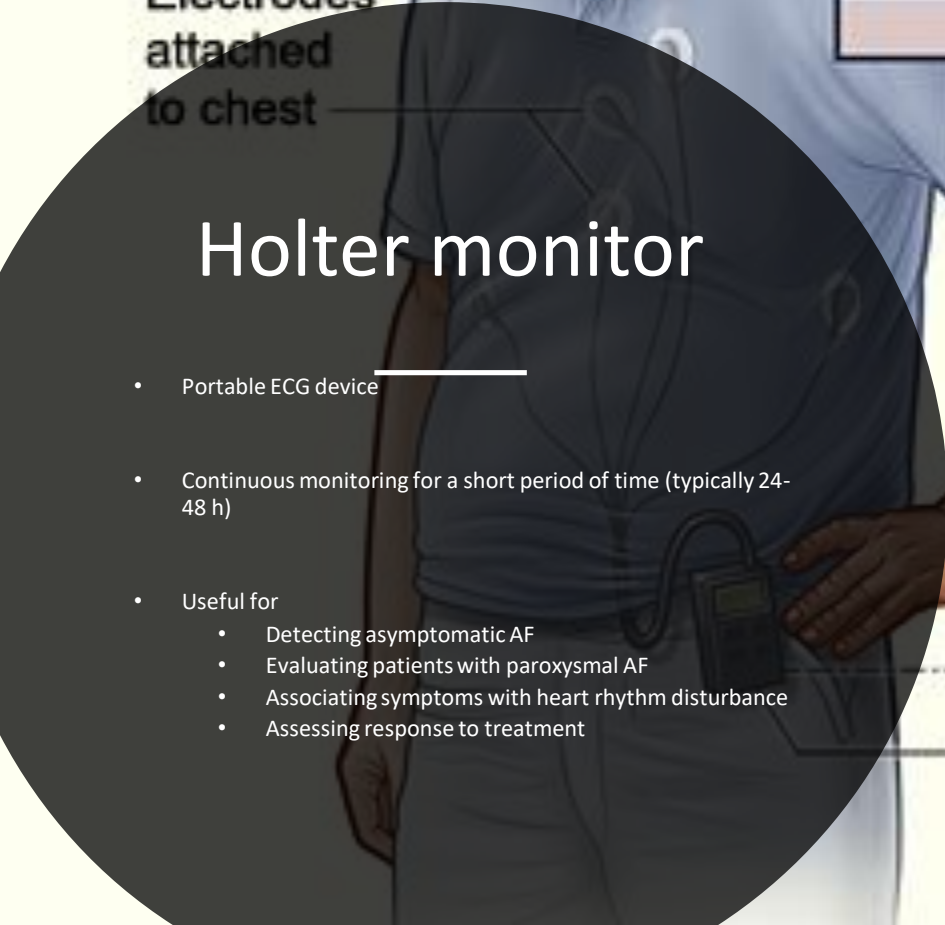 Electrodes
attached
to chest
Holter monitor
• Portable ECG device
• Continuous monitoring for a short period of time (typically 24-
48 h)
• Useful for
• Detecting asymptomatic AF
• Evaluating patients with paroxysmal AF
• Associating symptoms with heart rhythm disturbance
• Assessing response to treatment